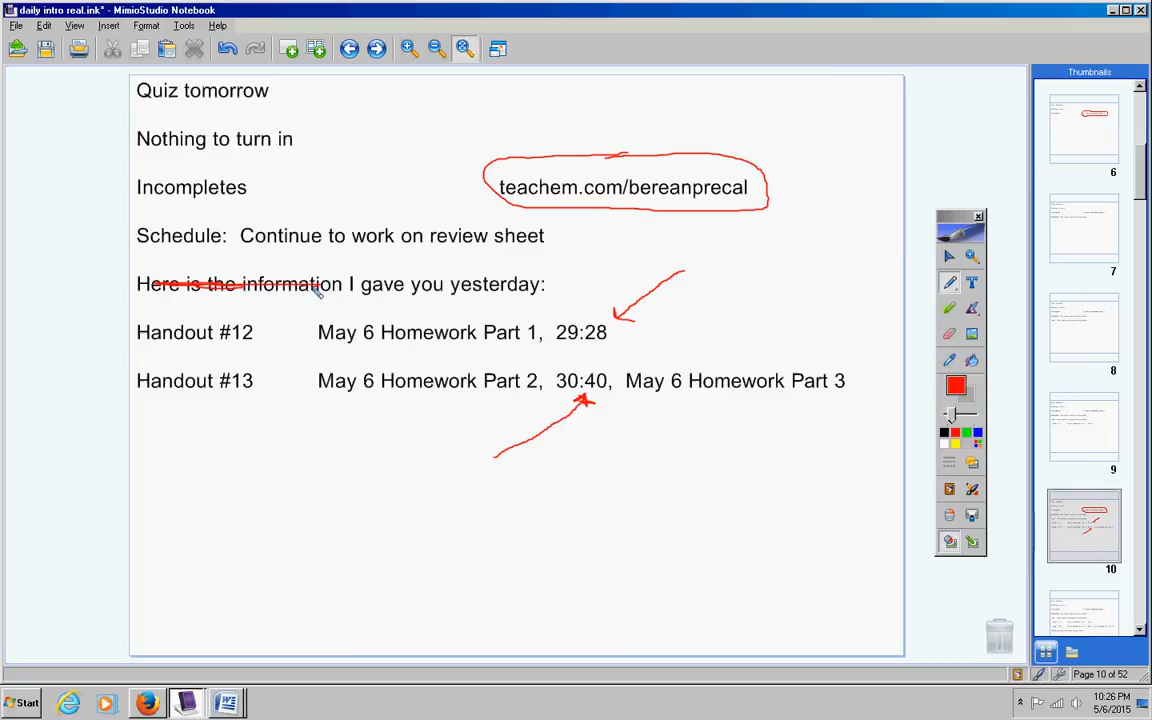 daily intro real.ink* - MimioStudio Notebook
File Edit View Insert Format Tools Help
Quiz tomorrow
Nothing to turn in
Incompletes teachem.com/bereanprecal
Schedule: Continue to work on review sheet
Here is the information I gave you yesterday:
Handout #12 May 6 Homework Part 1, 29:28
Handout #13 May 6 Homework Part 2, 30:40, May 6 Homework Part 3
Thumbnails
6
7
8
9
10
Page 10 of 52
Start
10:26 PM
5/6/2015